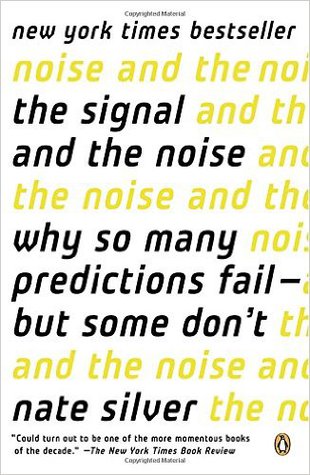 new york times bestseller
noise and the noi
the signal and th
and the noise and
the noise and the
why so many nois
predictions fail—a
but some don't th
and the noise and
nate silver the no
"Could turn out to be one of the more momentous books
of the decade." —The New York Times Book Review